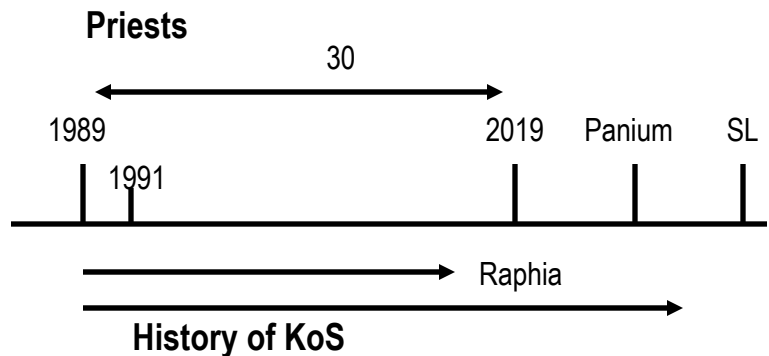 Priests
30
1989
2019
Panium
SL
1991
Raphia
History of KoS